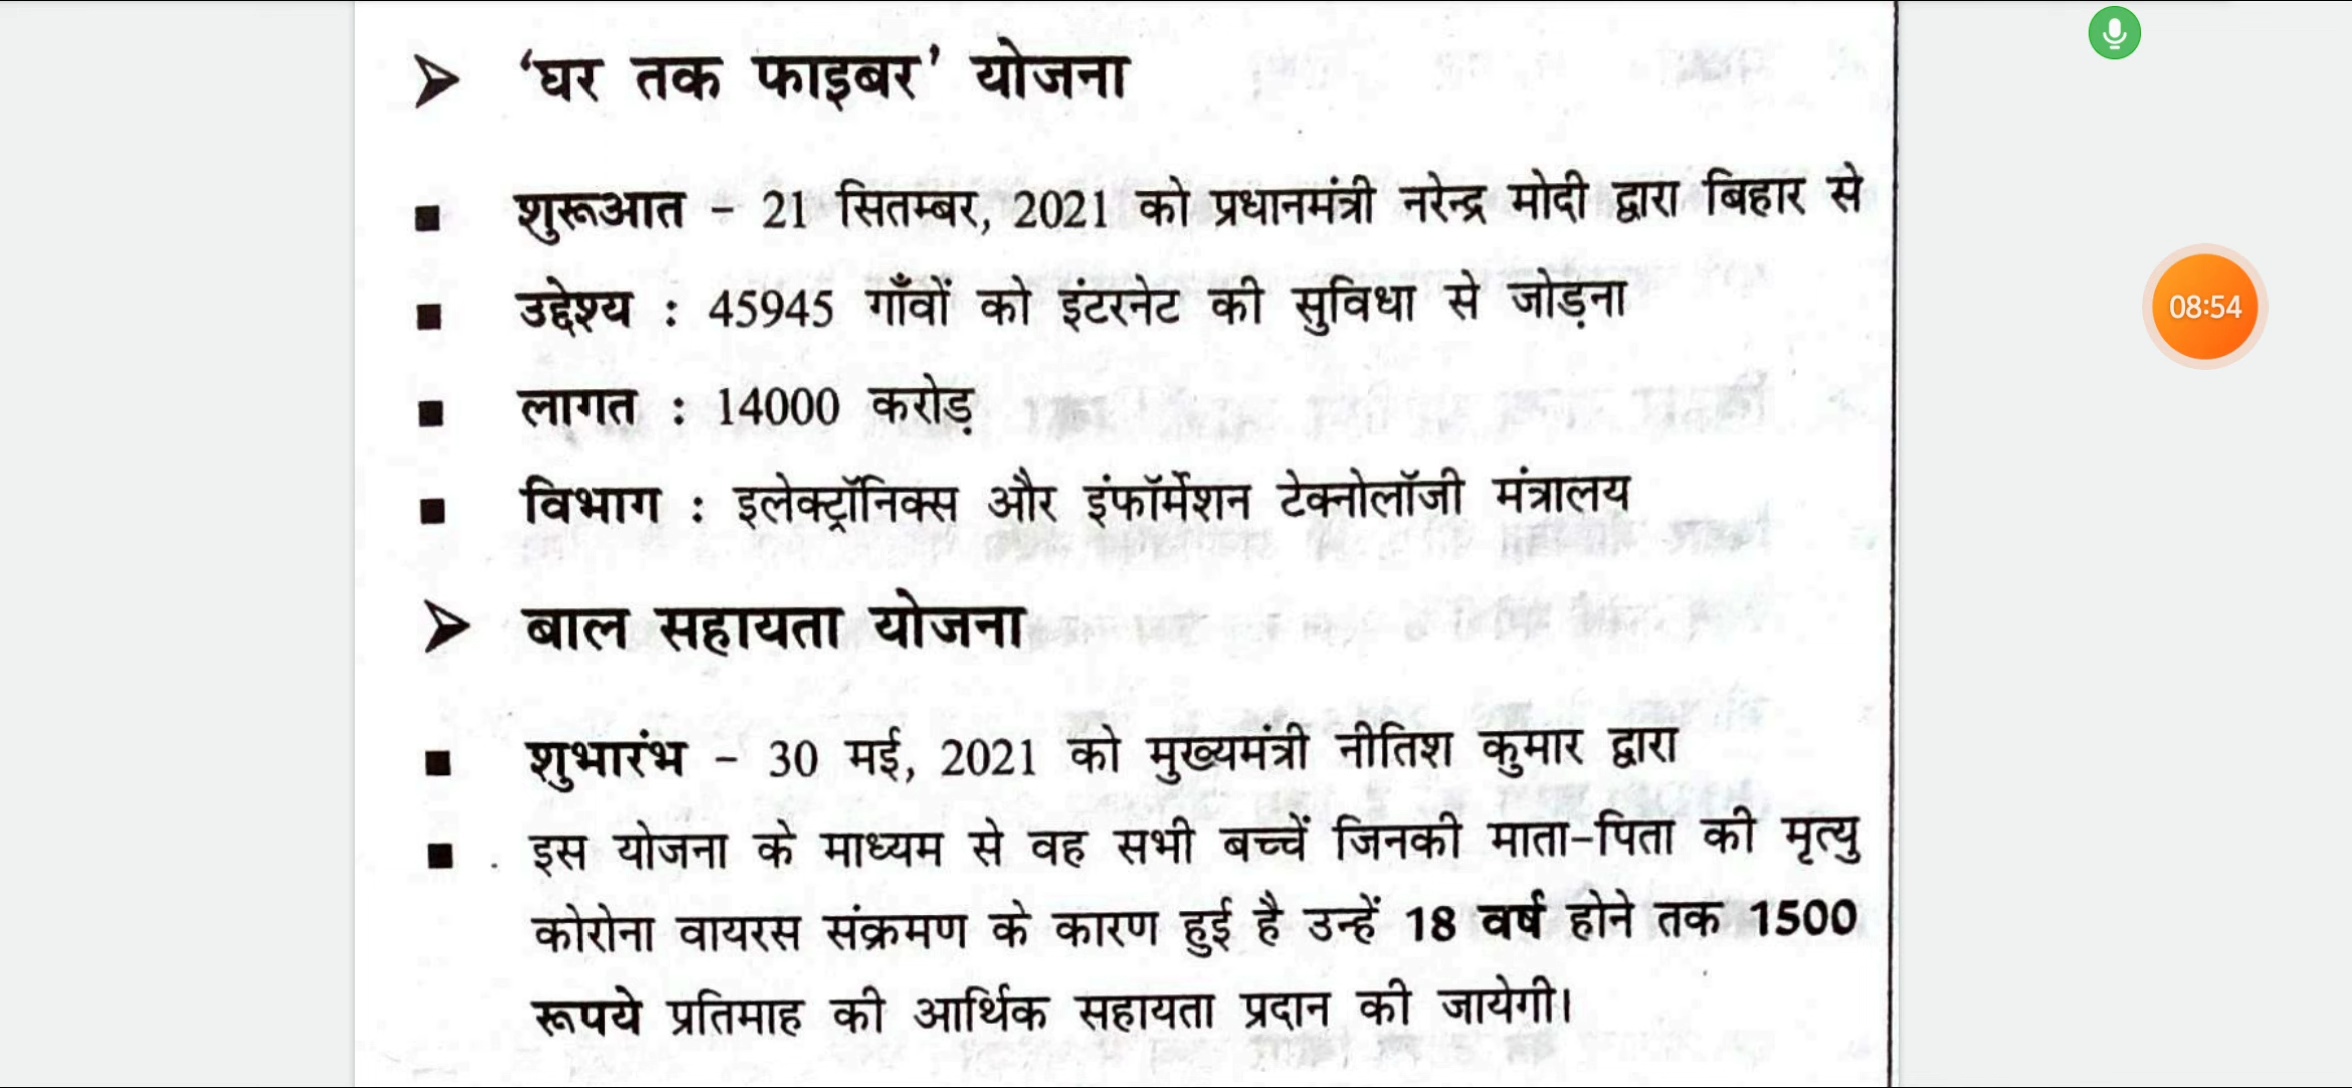 ➤ ‘घर तक फाइबर’ योजना
▪ शुरूआत – 21 सितम्बर, 2021 को प्रधानमंत्री नरेन्द्र मोदी द्वारा बिहार से
▪ उद्देश्य : 45945 गाँवों को इंटरनेट की सुविधा से जोड़ना
08:54
▪ लागत : 14000 करोड़
▪ विभाग : इलेक्ट्रॉनिक्स और इंफॉर्मेशन टेक्नोलॉजी मंत्रालय
➤ बाल सहायता योजना
▪ शुभारंभ – 30 मई, 2021 को मुख्यमंत्री नीतिश कुमार द्वारा
▪ इस योजना के माध्यम से वह सभी बच्चें जिनकी माता-पिता की मृत्यु
कोरोना वायरस संक्रमण के कारण हुई है उन्हें 18 वर्ष होने तक 1500
रूपये प्रतिमाह की आर्थिक सहायता प्रदान की जायेगी।